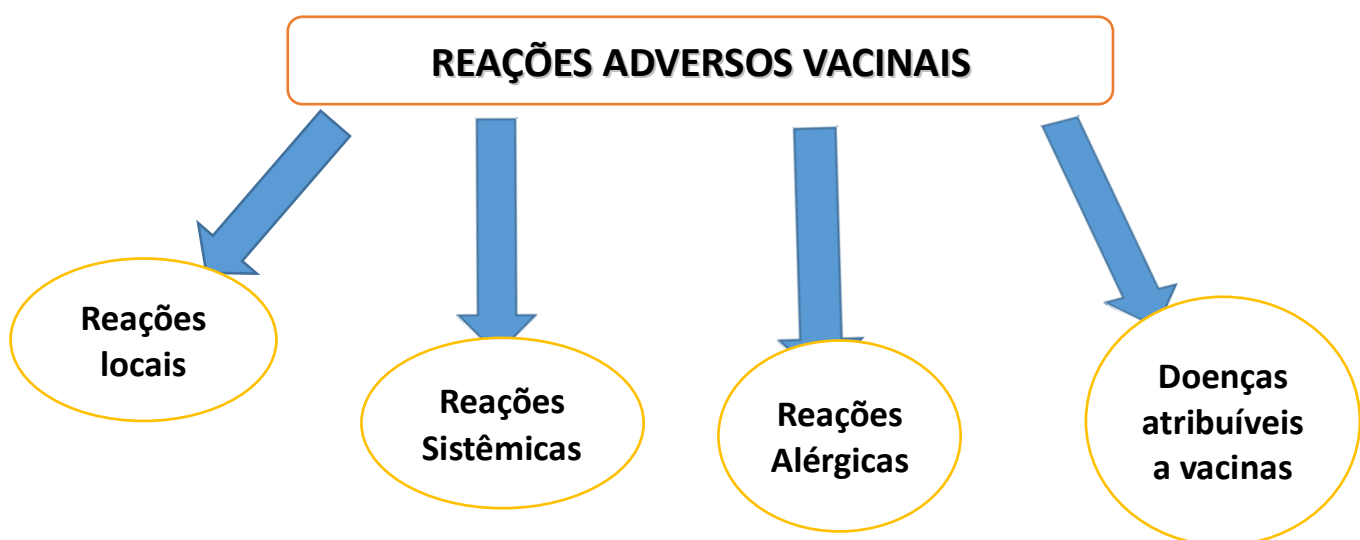 REAÇÕES ADVERSOS VACINAIS
Reações
locais
Reações
Sistêmicas
Reações
Alérgicas
Doenças
atribuíveis
a vacinas